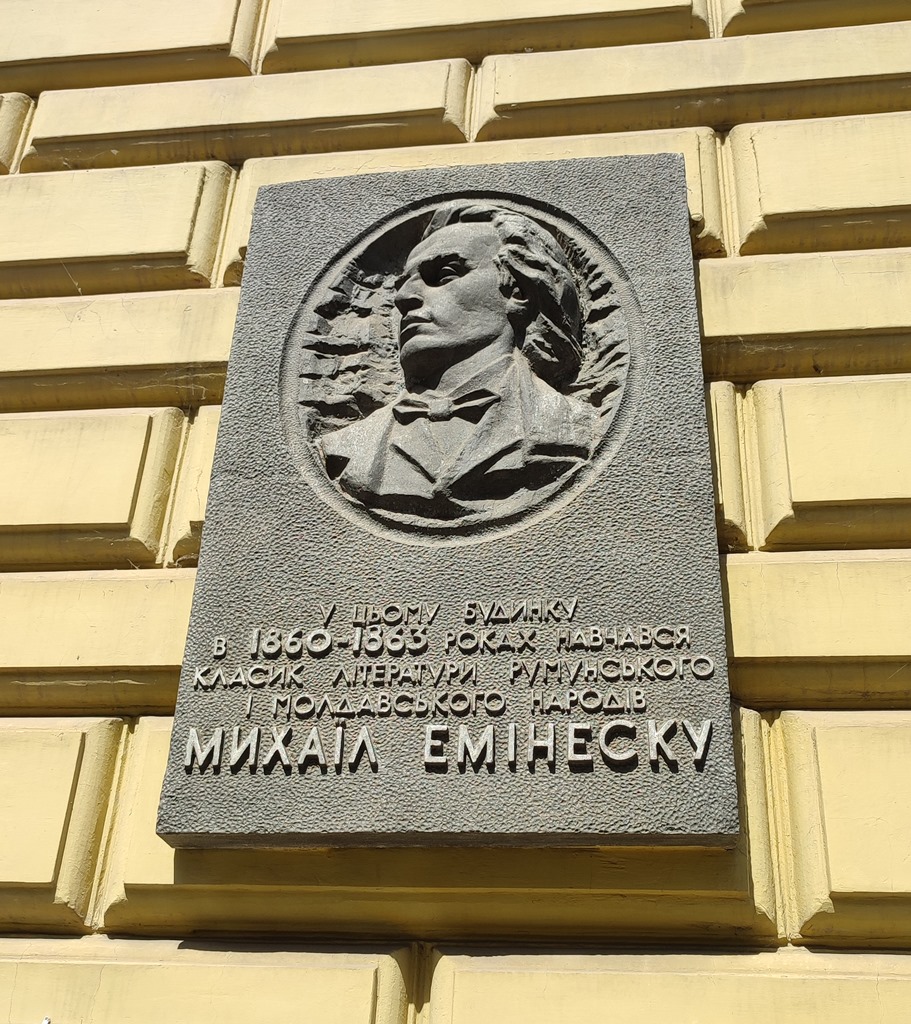 У ЦЬОМУ БУДИНКУ
В 1860-1863 РОКАХ НАВЧАВСЯ
КЛАСИК ЛІТЕРАТУРИ РУМУНСЬКОГО
І МОЛДАВСЬКОГО НАРОДІВ
МИХАЇЛ ЕМІНЕСКУ